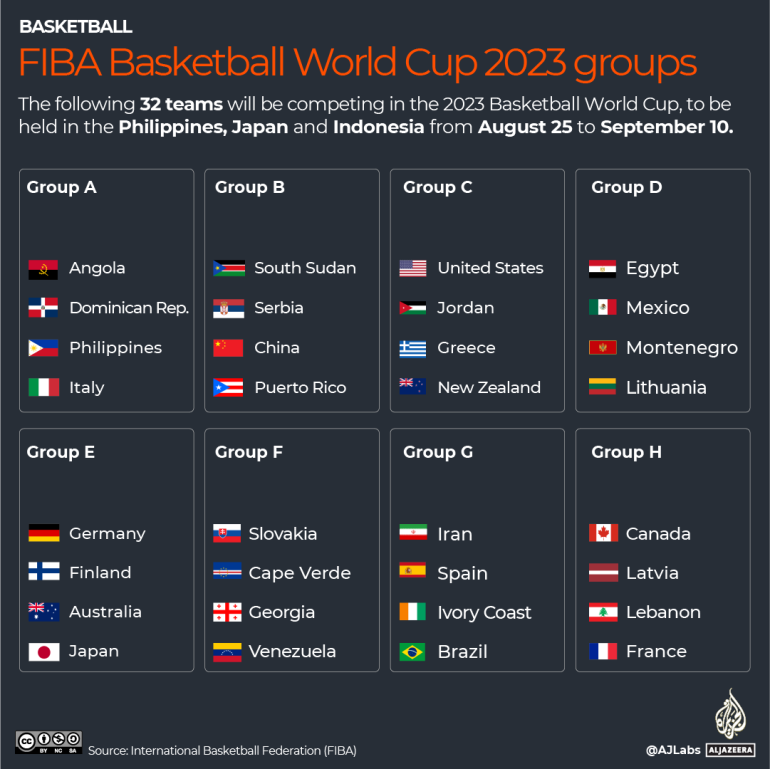 BASKETBALL
FIBA Basketball World Cup 2023 groups
The following 32 teams will be competing in the 2023 Basketball World Cup, to be
held in the Philippines, Japan and Indonesia from August 25 to September 10.
Group A
Angola
Dominican Rep.
Philippines
Italy
Group B
South Sudan
Serbia
China
Puerto Rico
Group C
United States
Jordan
Greece
New Zealand
Group D
Egypt
Mexico
Montenegro
Lithuania
Group E
Germany
Finland
Australia
Japan
Group F
Slovakia
Cape Verde
Georgia
Venezuela
Group G
Iran
Spain
Ivory Coast
Brazil
Group H
Canada
Latvia
Lebanon
France
CC BY NC SA
Source: International Basketball Federation (FIBA)
@AJLabs
ALJAZEERA